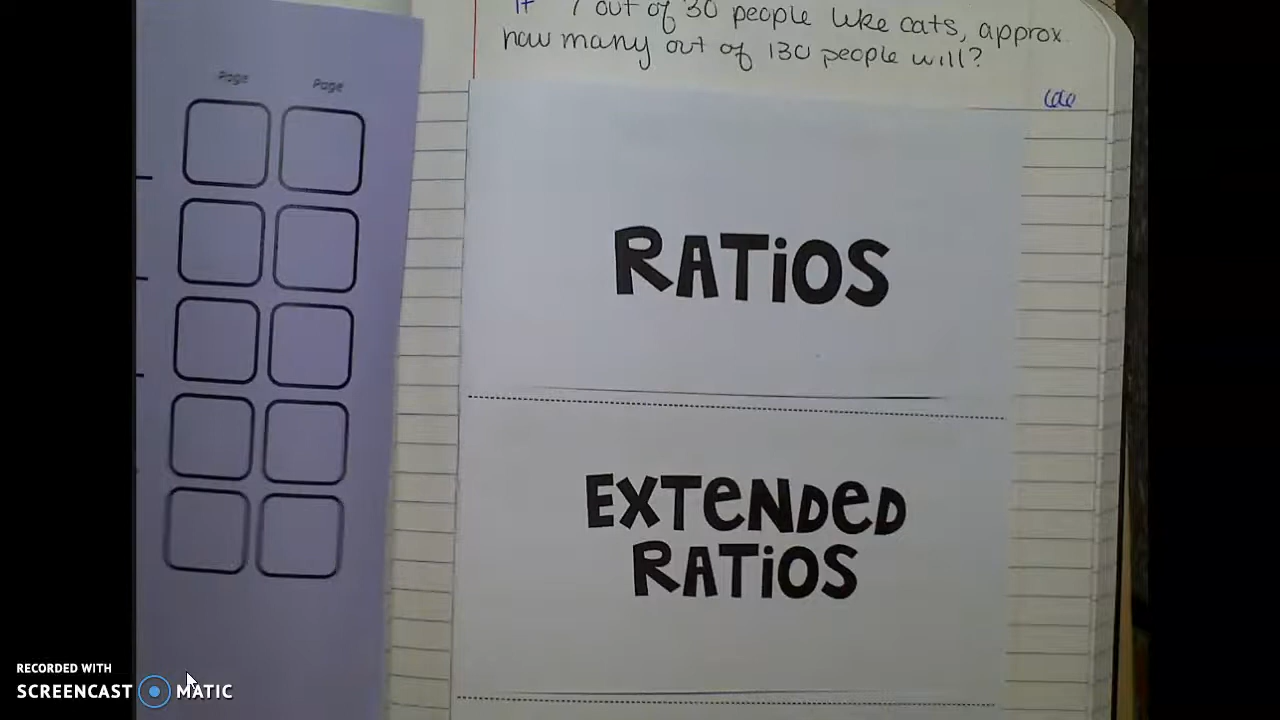 If 7 out of 30 people like cats, approx.
how many out of 130 people will?
Page Page
RATiOS
EXTENDED
RATiOS
RECORDED WITH
SCREENCAST MATIC